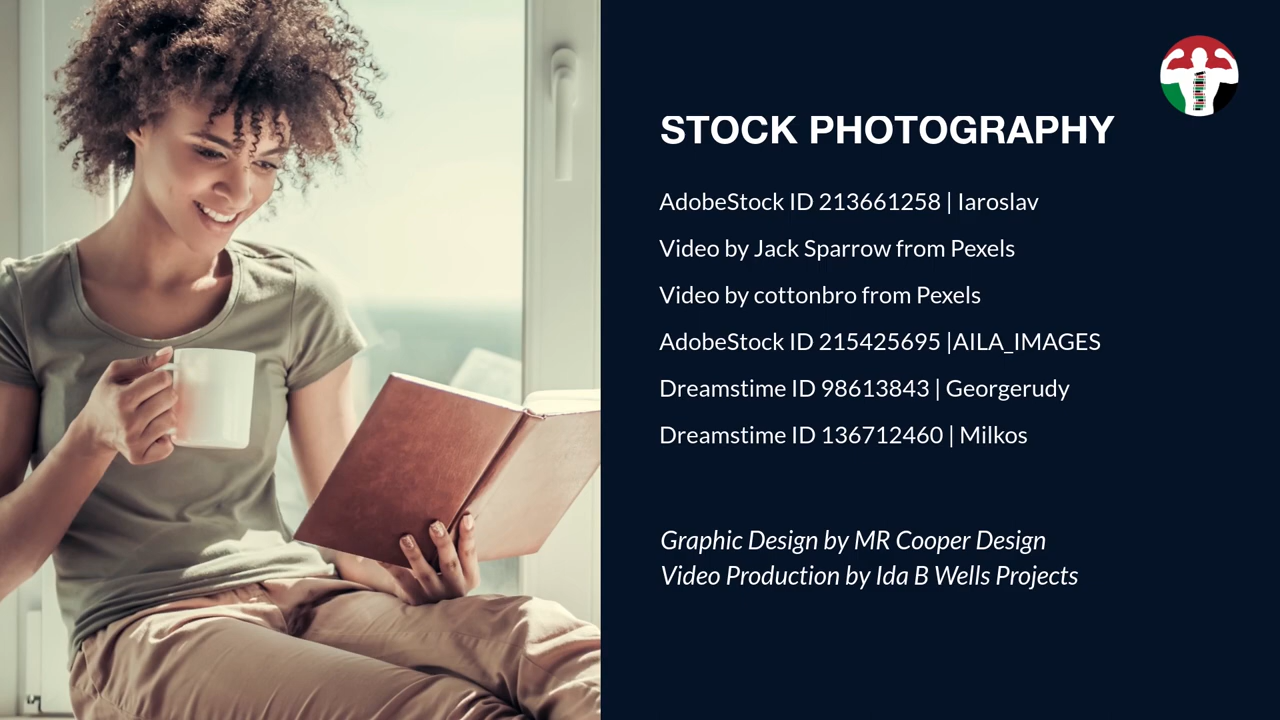 STOCK PHOTOGRAPHY
AdobeStock ID 213661258 | Iaroslav
Video by Jack Sparrow from Pexels
Video by cottonbro from Pexels
AdobeStock ID 215425695 |AILA_IMAGES
Dreamstime ID 98613843 | Georgerudy
Dreamstime ID 136712460 | Milkos
Graphic Design by MR Cooper Design
Video Production by Ida B Wells Projects